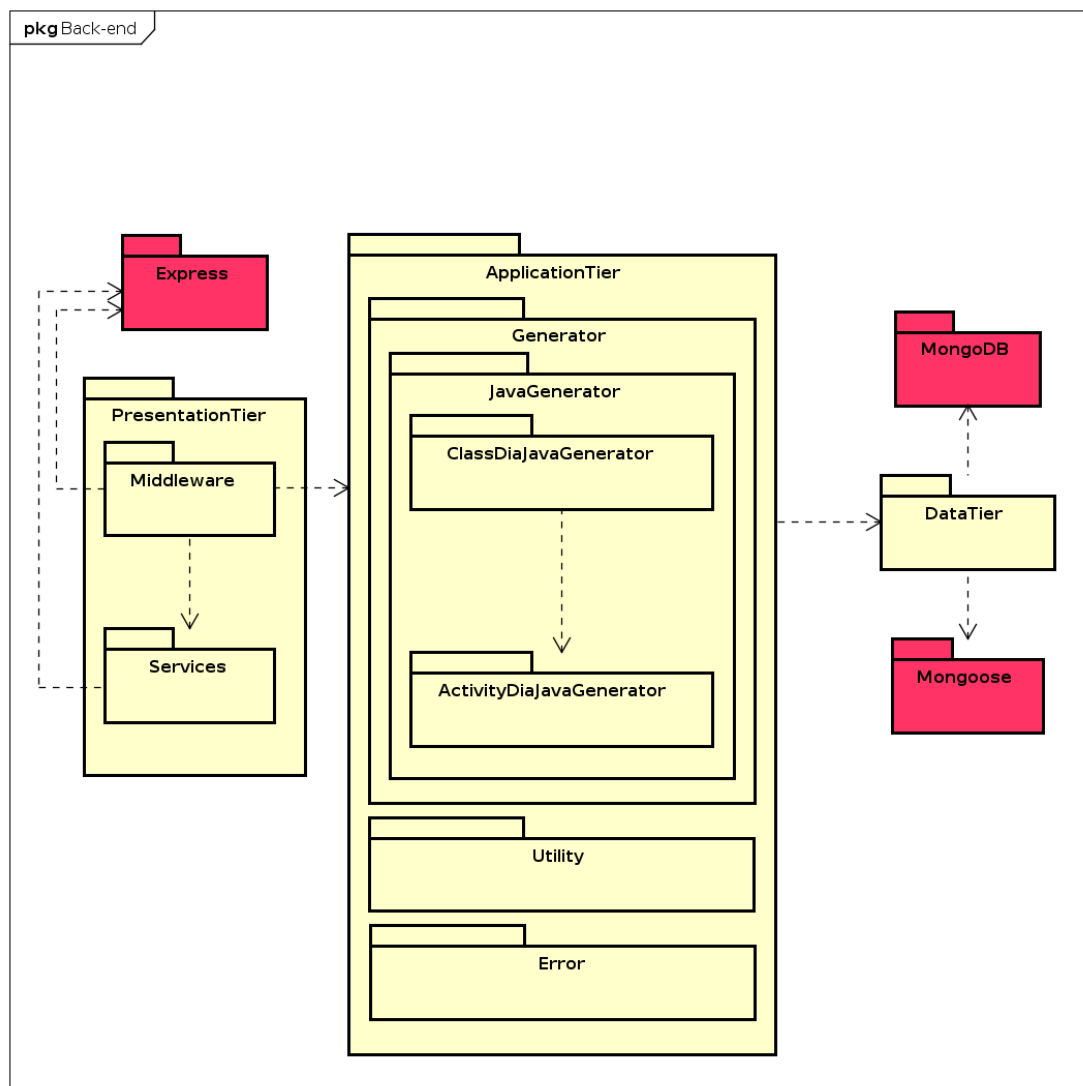 pkg Back-end
Express
PresentationTier
Middleware
Services
ApplicationTier
Generator
JavaGenerator
ClassDiaJavaGenerator
ActivityDiaJavaGenerator
Utility
Error
MongoDB
DataTier
Mongoose